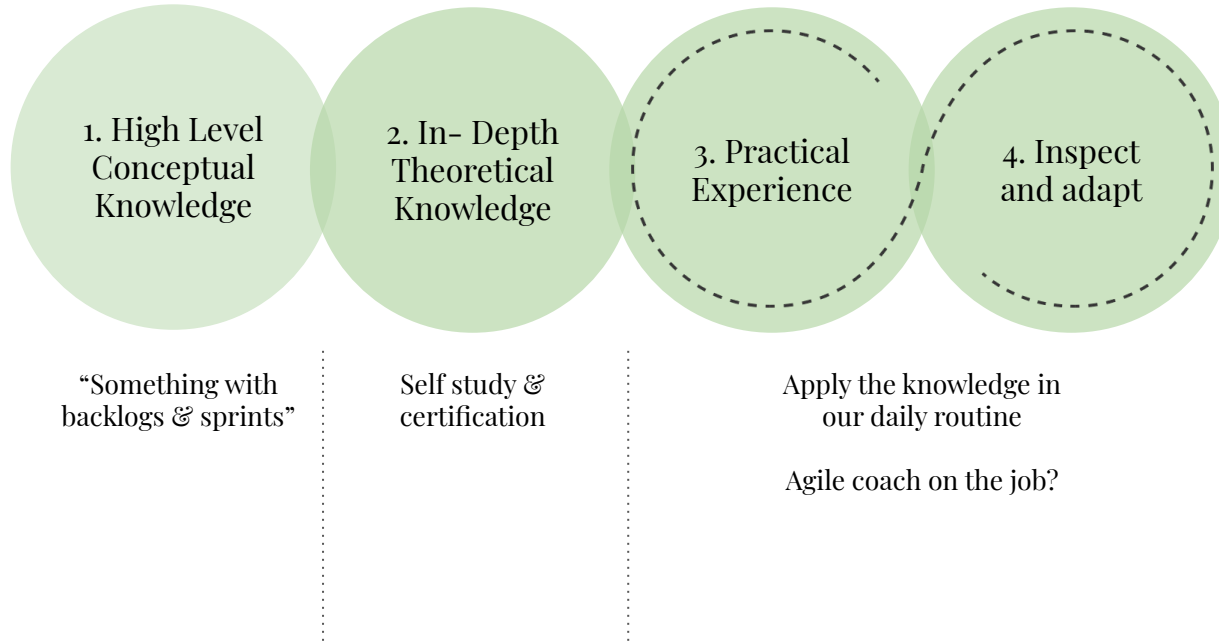 1. High Level
Conceptual
Knowledge
2. In- Depth
Theoretical
Knowledge
3. Practical
Experience
4. Inspect
and adapt
“Something with
backlogs & sprints”
Self study &
certification
Apply the knowledge in
our daily routine
Agile coach on the job?